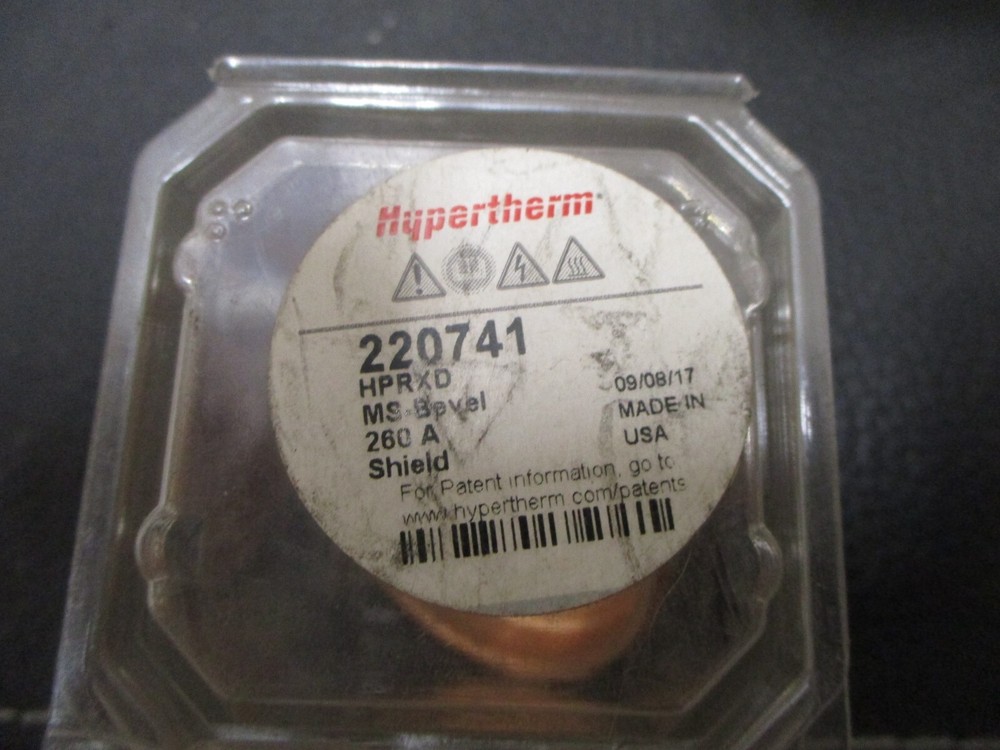 Hypertherm
220741
HPRXD
MS Bevel
260 A
Shield
09/08/17
MADE IN
USA
For Patent information, go to
www.hypertherm.com/patents